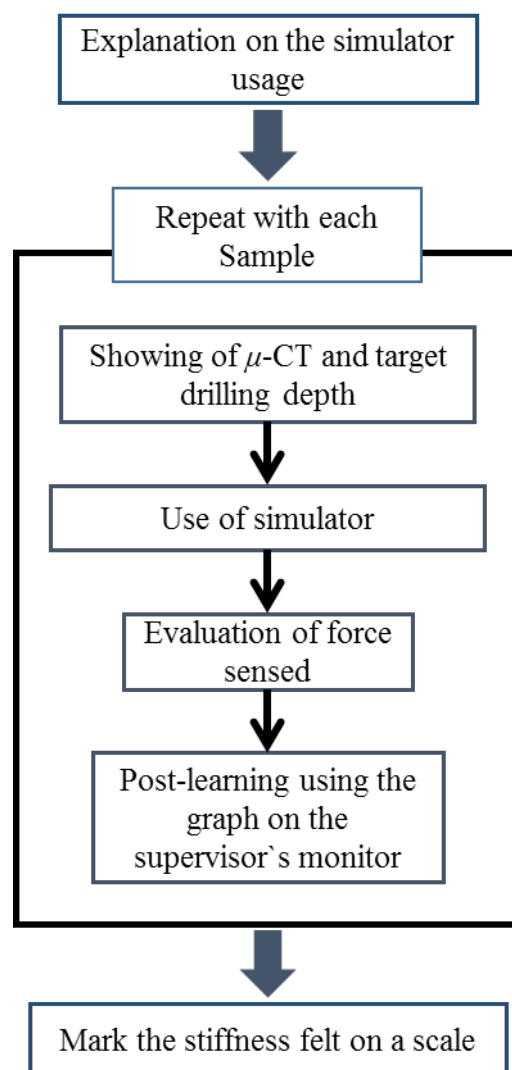 Explanation on the simulator
usage
Repeat with each
Sample
Showing of μ-CT and target
drilling depth
Use of simulator
Evaluation of force
sensed
Post-learning using the
graph on the
supervisor`s monitor
Mark the stiffness felt on a scale